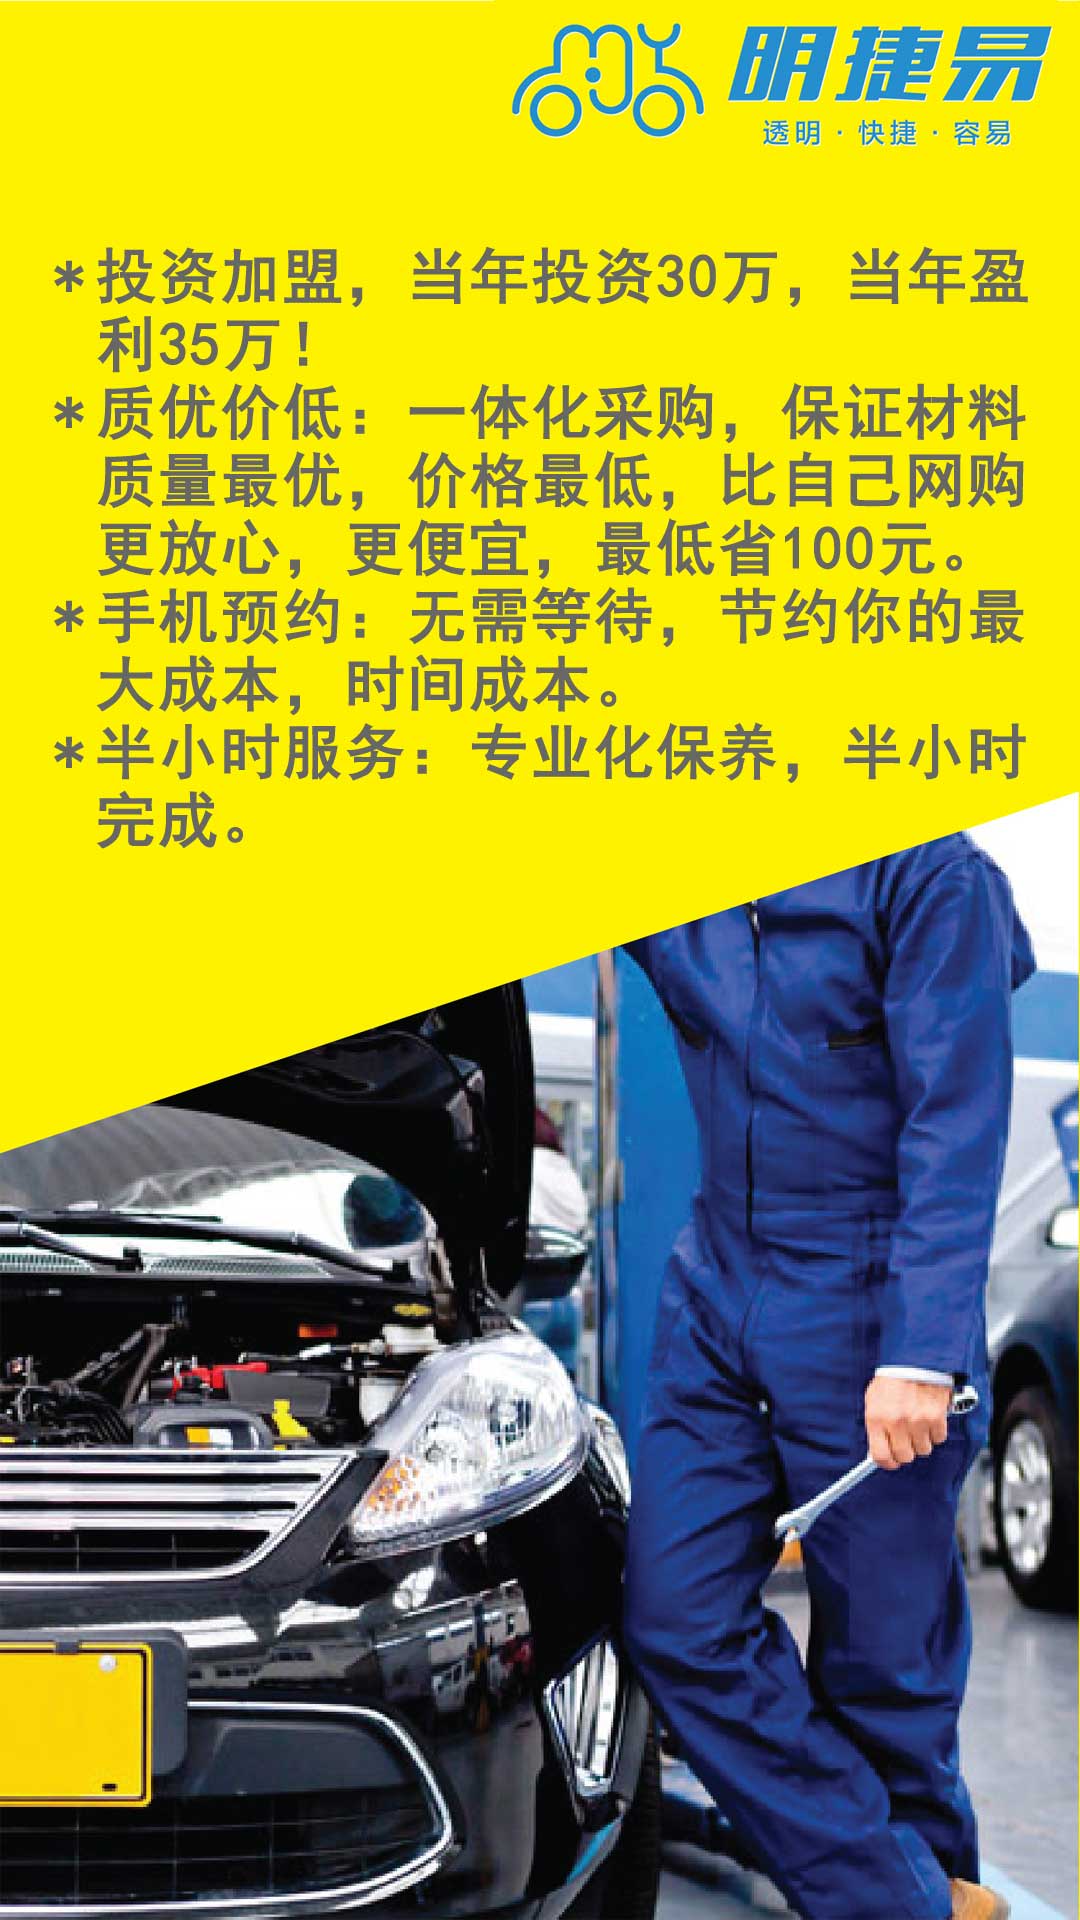 MJY
明捷易
透明·快捷·容易
*投资加盟，当年投资30万，当年盈
利35万！
*质优价低：一体化采购，保证材料
质量最优，价格最低，比自己网购
更放心，更便宜，最低省100元。
*手机预约：无需等待，节约你的最
大成本，时间成本。
*半小时服务：专业化保养，半小时
完成。